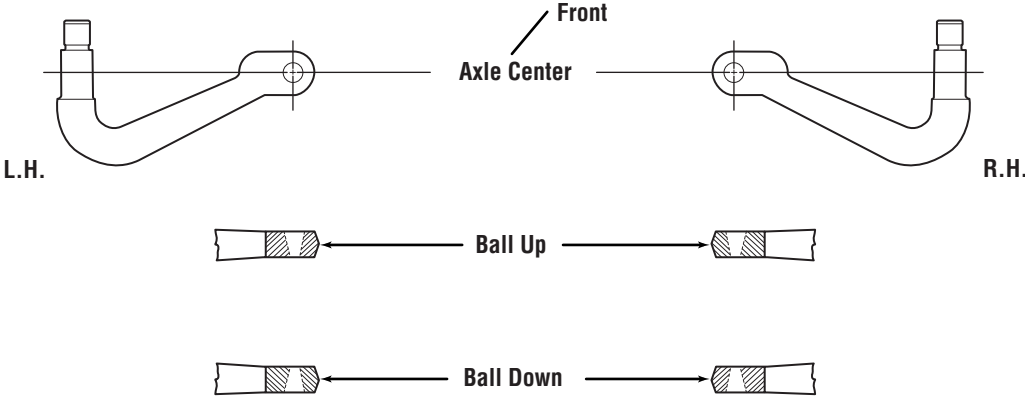 Front
Axle Center
L.H.
R.H.
Ball Up
Ball Down